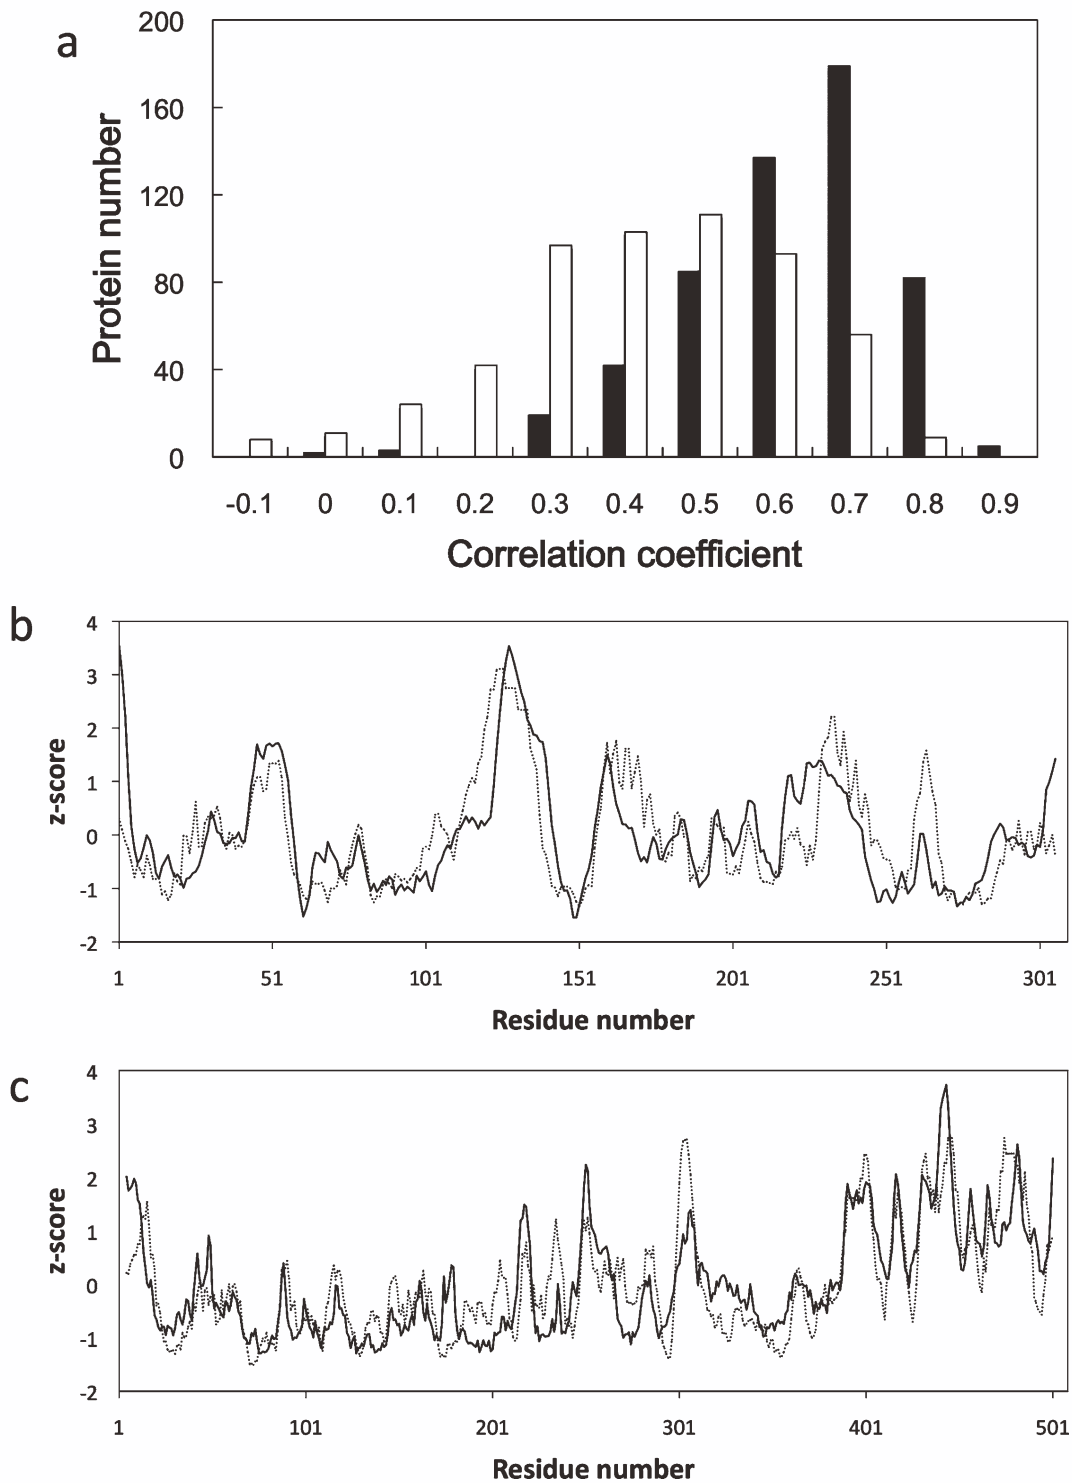 a
200
160
120
80
40
0
Protein number
-0.1 0 0.1 0.2 0.3 0.4 0.5 0.6 0.7 0.8 0.9
Correlation coefficient
b
4
3
2
1
0
-1
-2
z-score
1 51 101 151 201 251 301
Residue number
c
4
3
2
1
0
-1
-2
z-score
1 101 201 301 401 501
Residue number